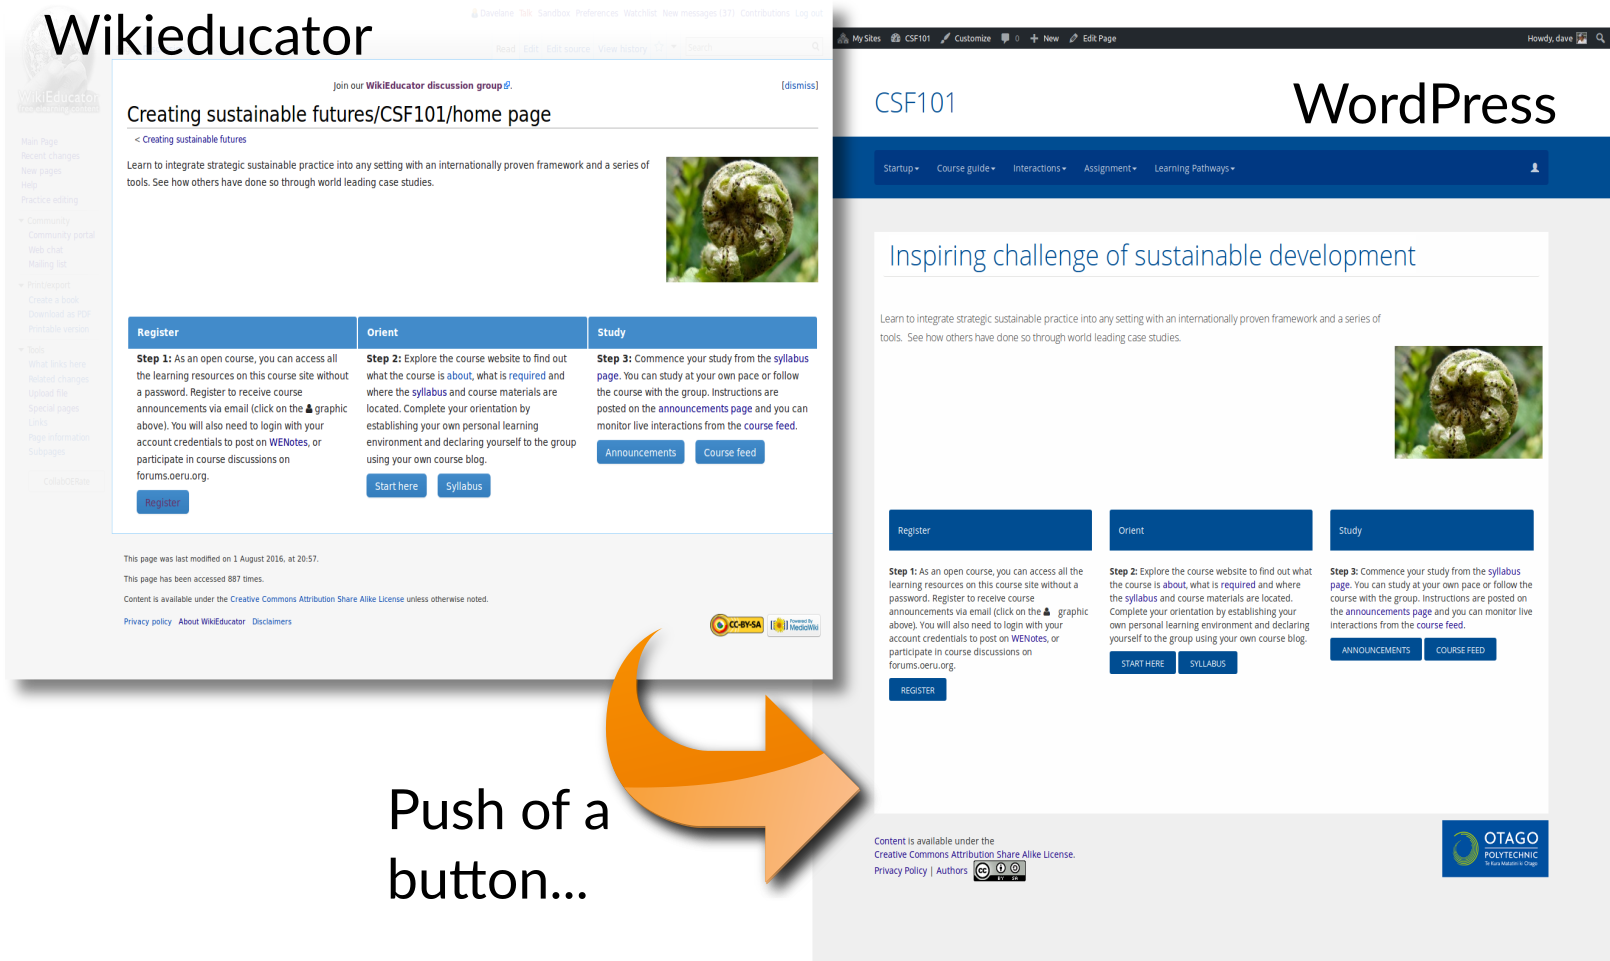 Wikieducator
Davelane Talk Sandbox Preferences Watchlist New messages (37) Contributions Log out
Read Edit Edit source View history
Search
WikiEducator
Main Page
Recent changes
New pages
Help
Practice editing
Community
Community portal
Web chat
Mailing list
Print/export
Create a book
Download as PDF
Printable version
Tools
What links here
Related changes
Upload file
Special pages
Links
Page information
Subpages
Join our WikiEducator discussion group.
[dismiss]
Creating sustainable futures/CSF101/home page
< Creating sustainable futures
Learn to integrate strategic sustainable practice into any setting with an internationally proven framework and a series of
tools. See how others have done so through world leading case studies.
Register
Step 1: As an open course, you can access all
the learning resources on this course site without
a password. Register to receive course
announcements via email (click on the graphic
above). You will also need to login with your
account credentials to post on WENotes, or
participate in course discussions on
forums.oeru.org.
Register
Orient
Step 2: Explore the course website to find out
what the course is about, what is required and
where the syllabus and course materials are
located. Complete your orientation by
establishing your own personal learning
environment and declaring yourself to the group
using your own course blog.
Start here
Syllabus
Study
Step 3: Commence your study from the syllabus
page. You can study at your own pace or follow
the course with the group. Instructions are
posted on the announcements page and you can
monitor live interactions from the course feed.
Announcements
Course feed
This page was last modified on 1 August 2016, at 20:57.
This page has been accessed 887 times.
Content is available under the Creative Commons Attribution Share Alike License unless otherwise noted.
Privacy policy About WikiEducator Disclaimers
CC-BY-SA
Powered By
MediaWiki
Push of a
button...
My Sites CSF101 Customize 0 + New Edit Page
Howdy, dave
CSF101
WordPress
Startup Course guide Interactions Assignment Learning Pathways
Inspiring challenge of sustainable development
Learn to integrate strategic sustainable practice into any setting with an internationally proven framework and a series of
tools. See how others have done so through world leading case studies.
Register
Step 1: As an open course, you can access all the
learning resources on this course site without a
password. Register to receive course
announcements via email (click on the graphic
above). You will also need to login with your
account credentials to post on WENotes, or
participate in course discussions on
forums.oeru.org.
REGISTER
Orient
Step 2: Explore the course website to find out what
the course is about, what is required and where
the syllabus and course materials are located.
Complete your orientation by establishing your
own personal learning environment and declaring
yourself to the group using your own course blog.
START HERE
SYLLABUS
Study
Step 3: Commence your study from the syllabus
page. You can study at your own pace or follow the
course with the group. Instructions are posted on
the announcements page and you can monitor live
interactions from the course feed.
ANNOUNCEMENTS
COURSE FEED
Content is available under the
Creative Commons Attribution Share Alike License.
Privacy Policy | Authors
cc BY SA
OTAGO
POLYTECHNIC
Te Kura Matatini ki Otago